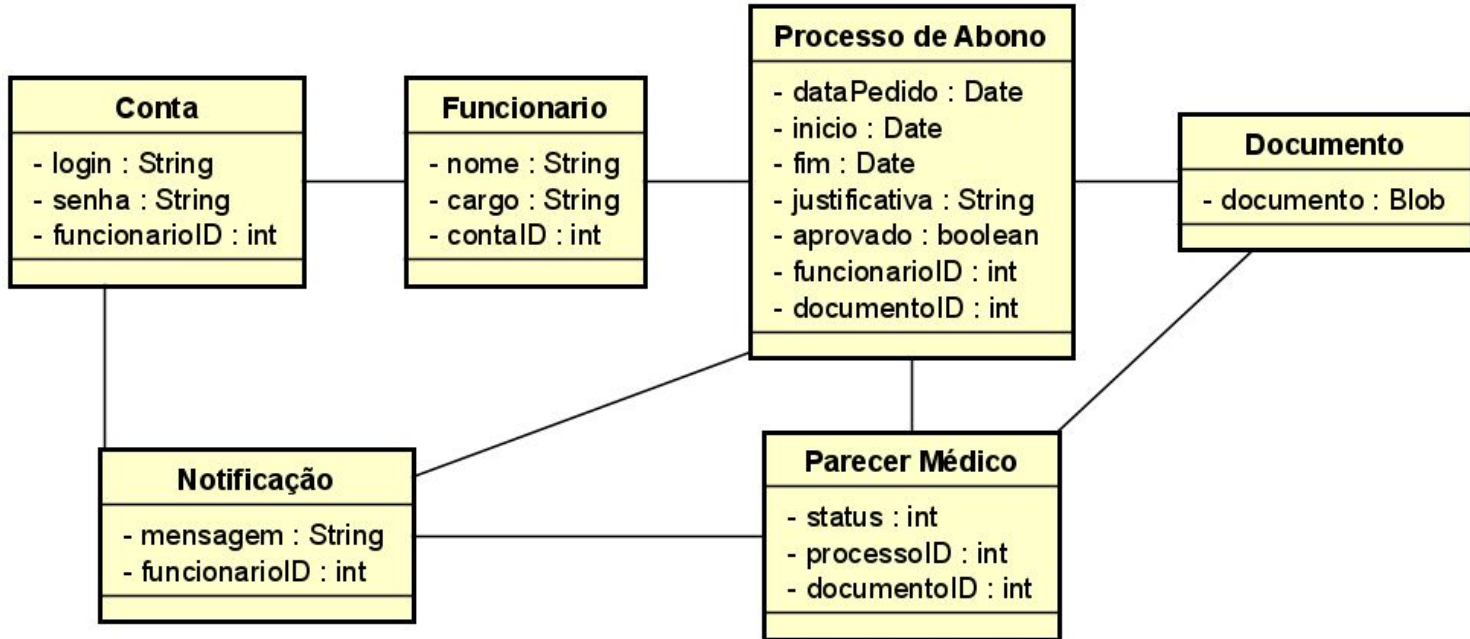 Conta
- login : String
- senha : String
- funcionarioID : int
Funcionario
- nome : String
- cargo : String
- contaID : int
Processo de Abono
- dataPedido : Date
- inicio : Date
- fim : Date
- justificativa : String
- aprovado : boolean
- funcionarioID : int
- documentoID : int
Documento
- documento : Blob
Notificação
- mensagem : String
- funcionarioID : int
Parecer Médico
- status : int
- processoID : int
- documentoID : int